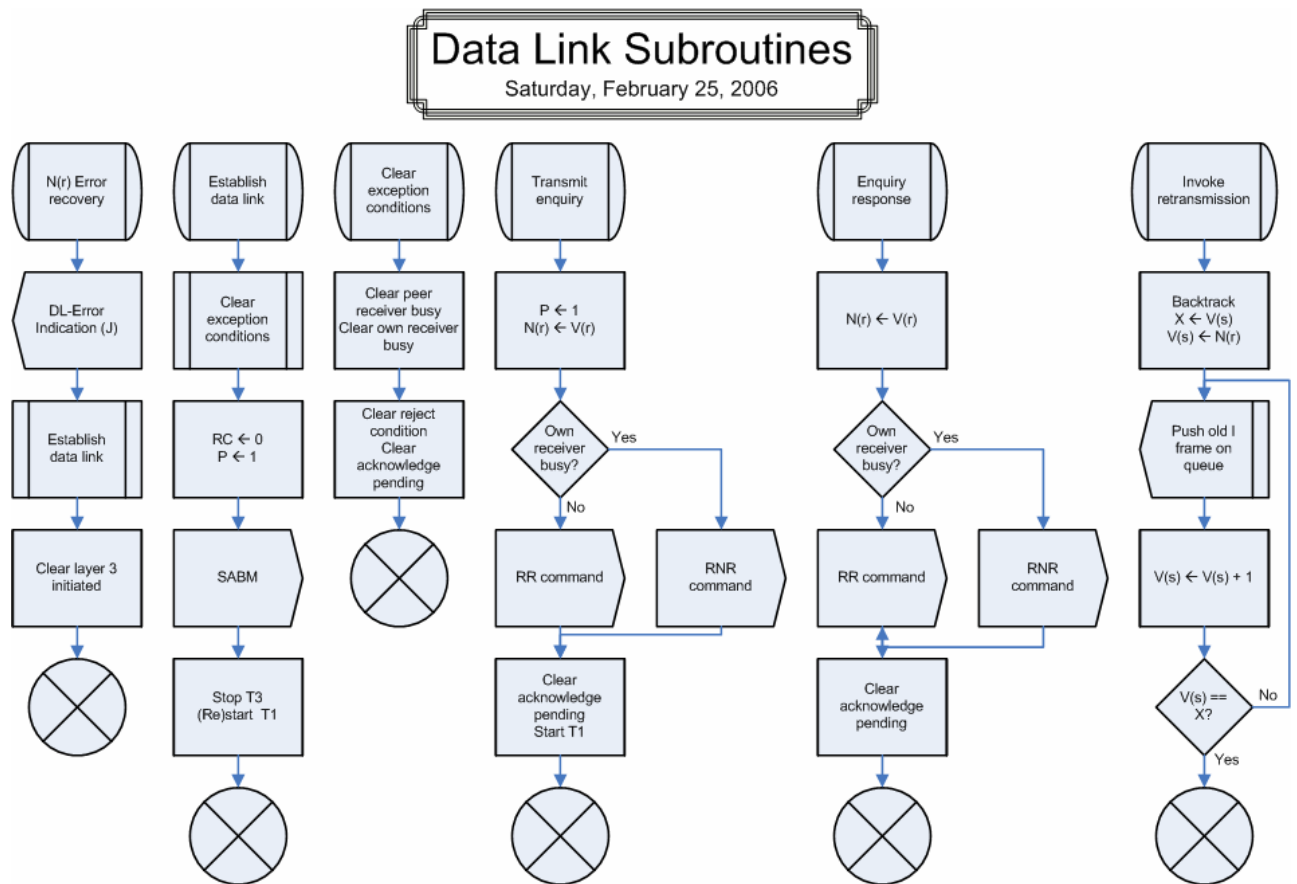 Data Link Subroutines
Saturday, February 25, 2006
N(r) Error
recovery
DL-Error
Indication (J)
Establish
data link
Clear layer 3
initiated
Establish
data link
Clear
exception
conditions
RC ← 0
P ← 1
SABM
Stop T3
(Re)start T1
Clear
exception
conditions
Clear peer
receiver busy
Clear own receiver
busy
Clear reject
condition
Clear
acknowledge
pending
Transmit
enquiry
P ← 1
N(r) ← V(r)
Own
receiver
busy?
Yes
No
RR command
RNR
command
Clear
acknowledge
pending
Start T1
Enquiry
response
N(r) ← V(r)
Own
receiver
busy?
Yes
No
RR command
RNR
command
Clear
acknowledge
pending
Invoke
retransmission
Backtrack
X ← V(s)
V(s) ← N(r)
Push old I
frame on
queue
V(s) ← V(s) + 1
V(s) ==
X?
No
Yes